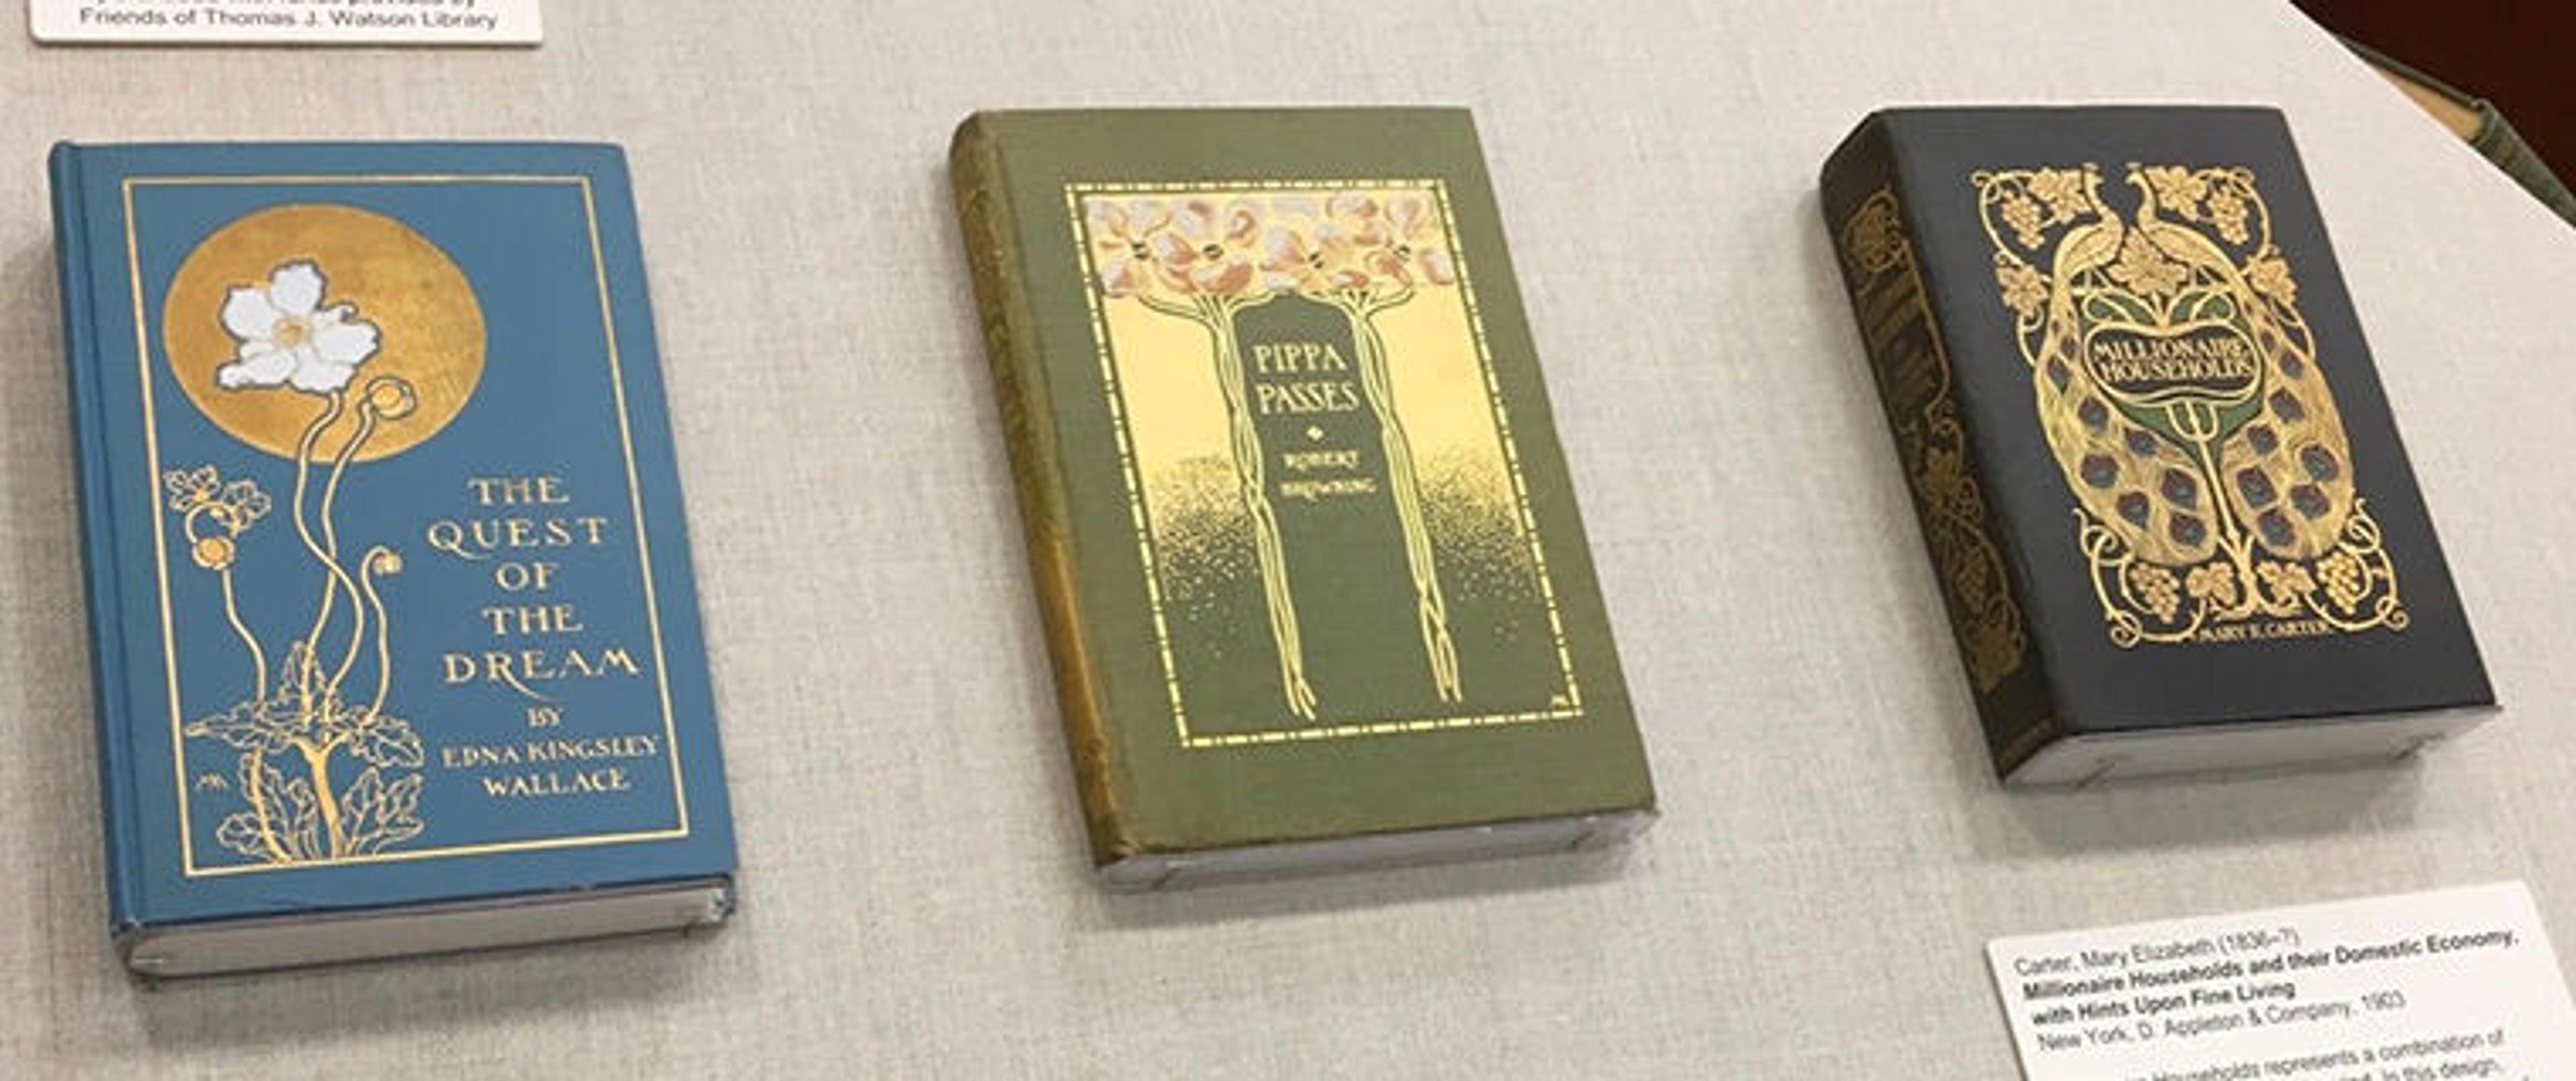 Friends of Thomas J. Watson Library
THE
QUEST
OF
THE
DREAM
BY
EDNA KINGSLEY
WALLACE
PIPPA
PASSES
ROBERT
BROWNING
MILLIONAIRE
HOUSEHOLDS
MARY E. CARTER
Carter, Mary Elizabeth (1836–?)
Millionaire Households and their Domestic Economy,
with Hints Upon Fine Living
New York, D. Appleton & Company, 1903
Households represents a combination of
In this design,